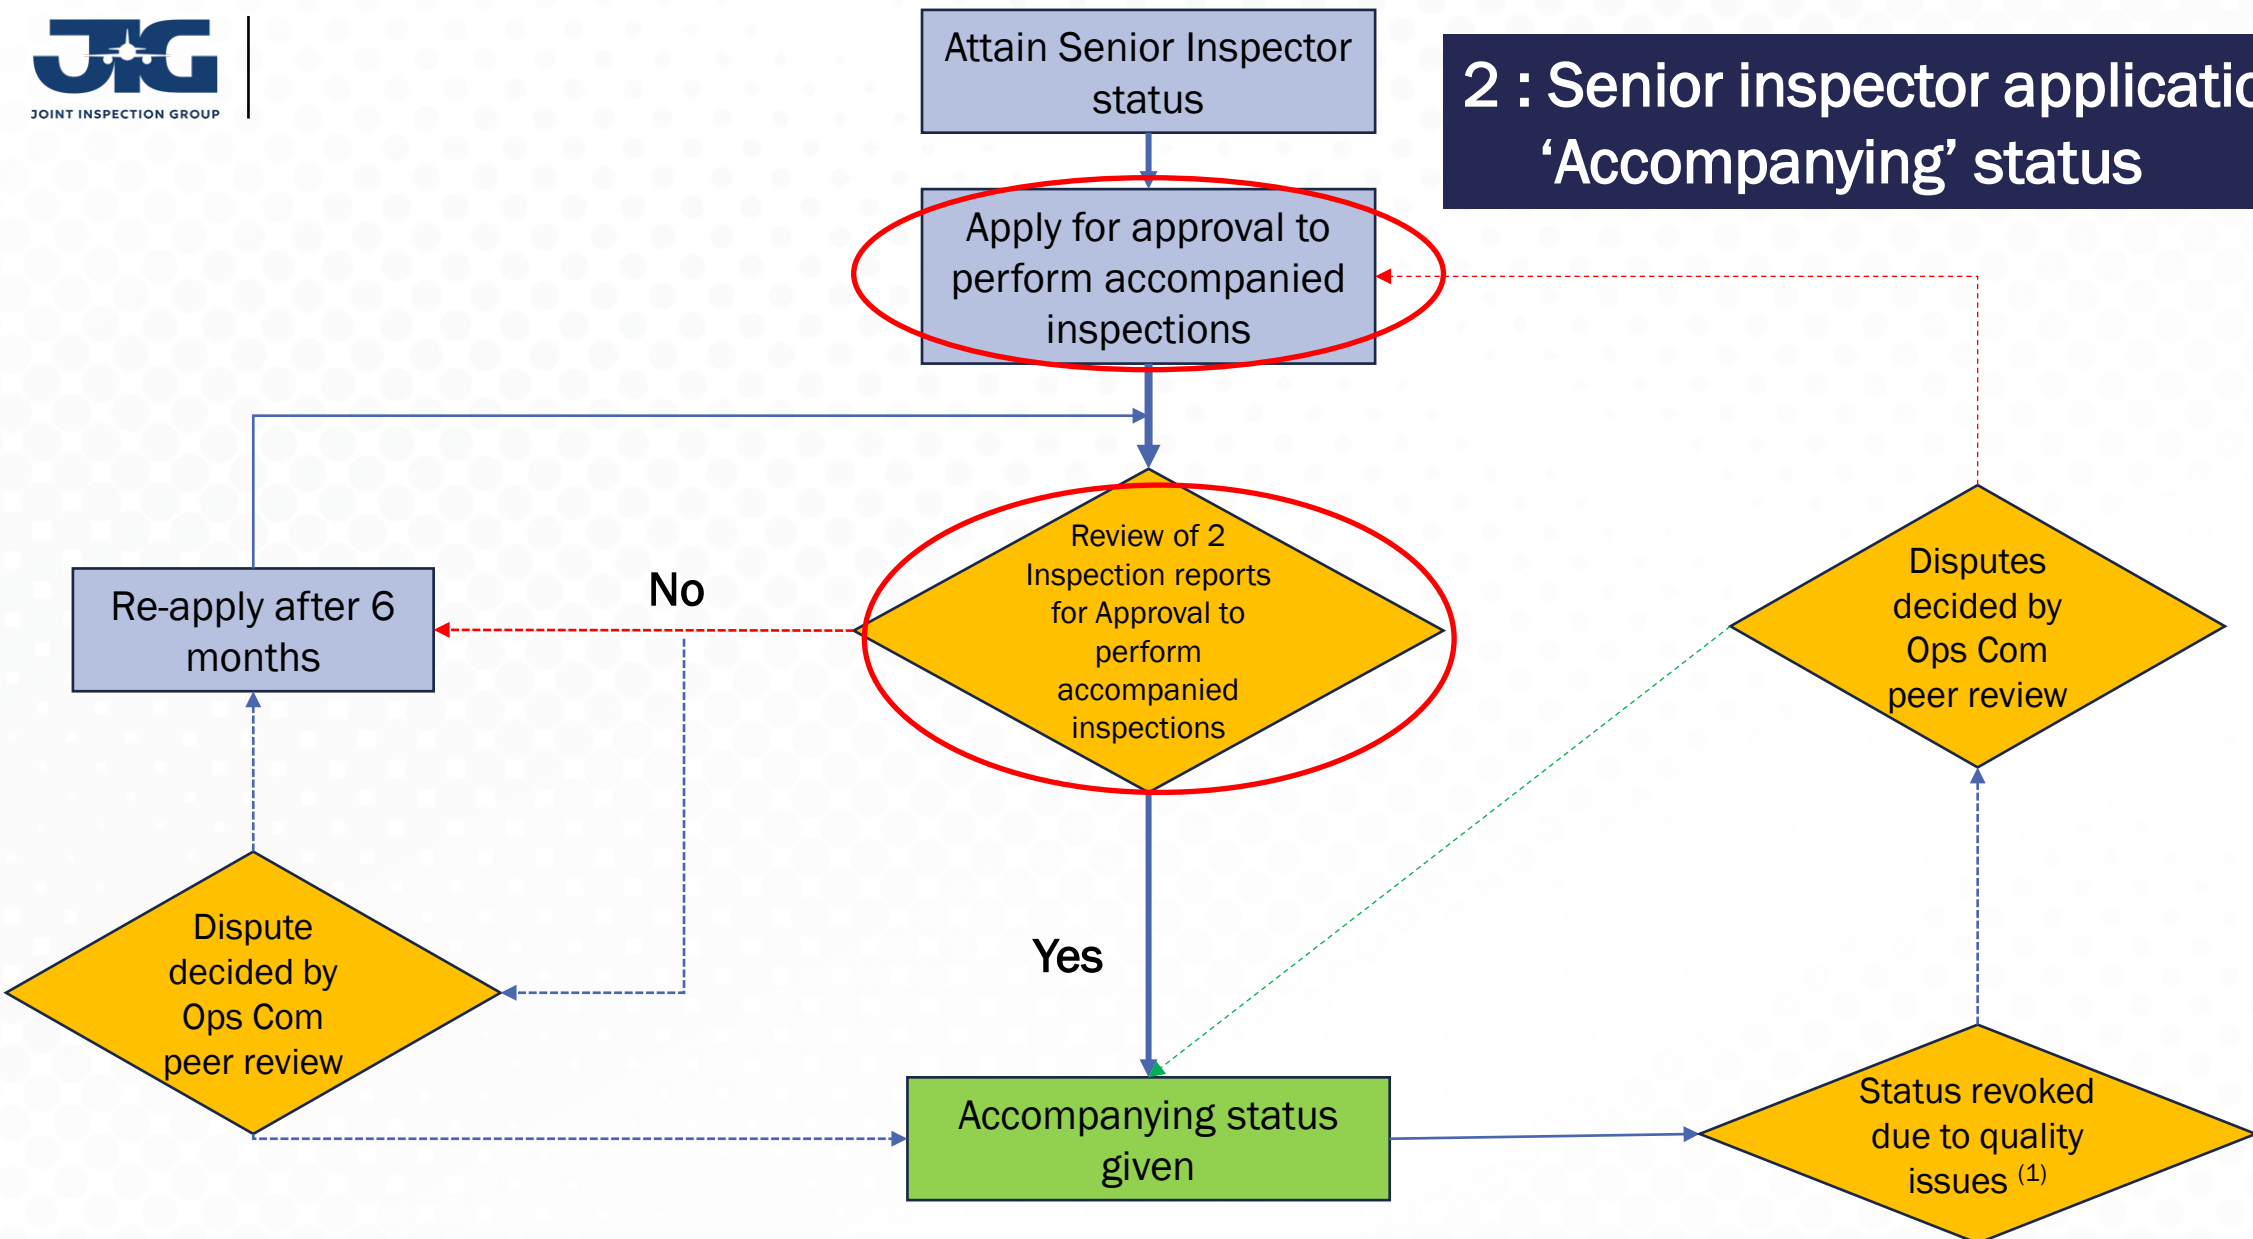 JIG
JOINT INSPECTION GROUP
Attain Senior Inspector
status
2 : Senior inspector applicatio
‘Accompanying’ status
Apply for approval to
perform accompanied
inspections
Review of 2
Inspection reports
for Approval to
perform
accompanied
inspections
No
Re-apply after 6
months
Disputes
decided by
Ops Com
peer review
Dispute
decided by
Ops Com
peer review
Yes
Accompanying status
given
Status revoked
due to quality
issues (1)